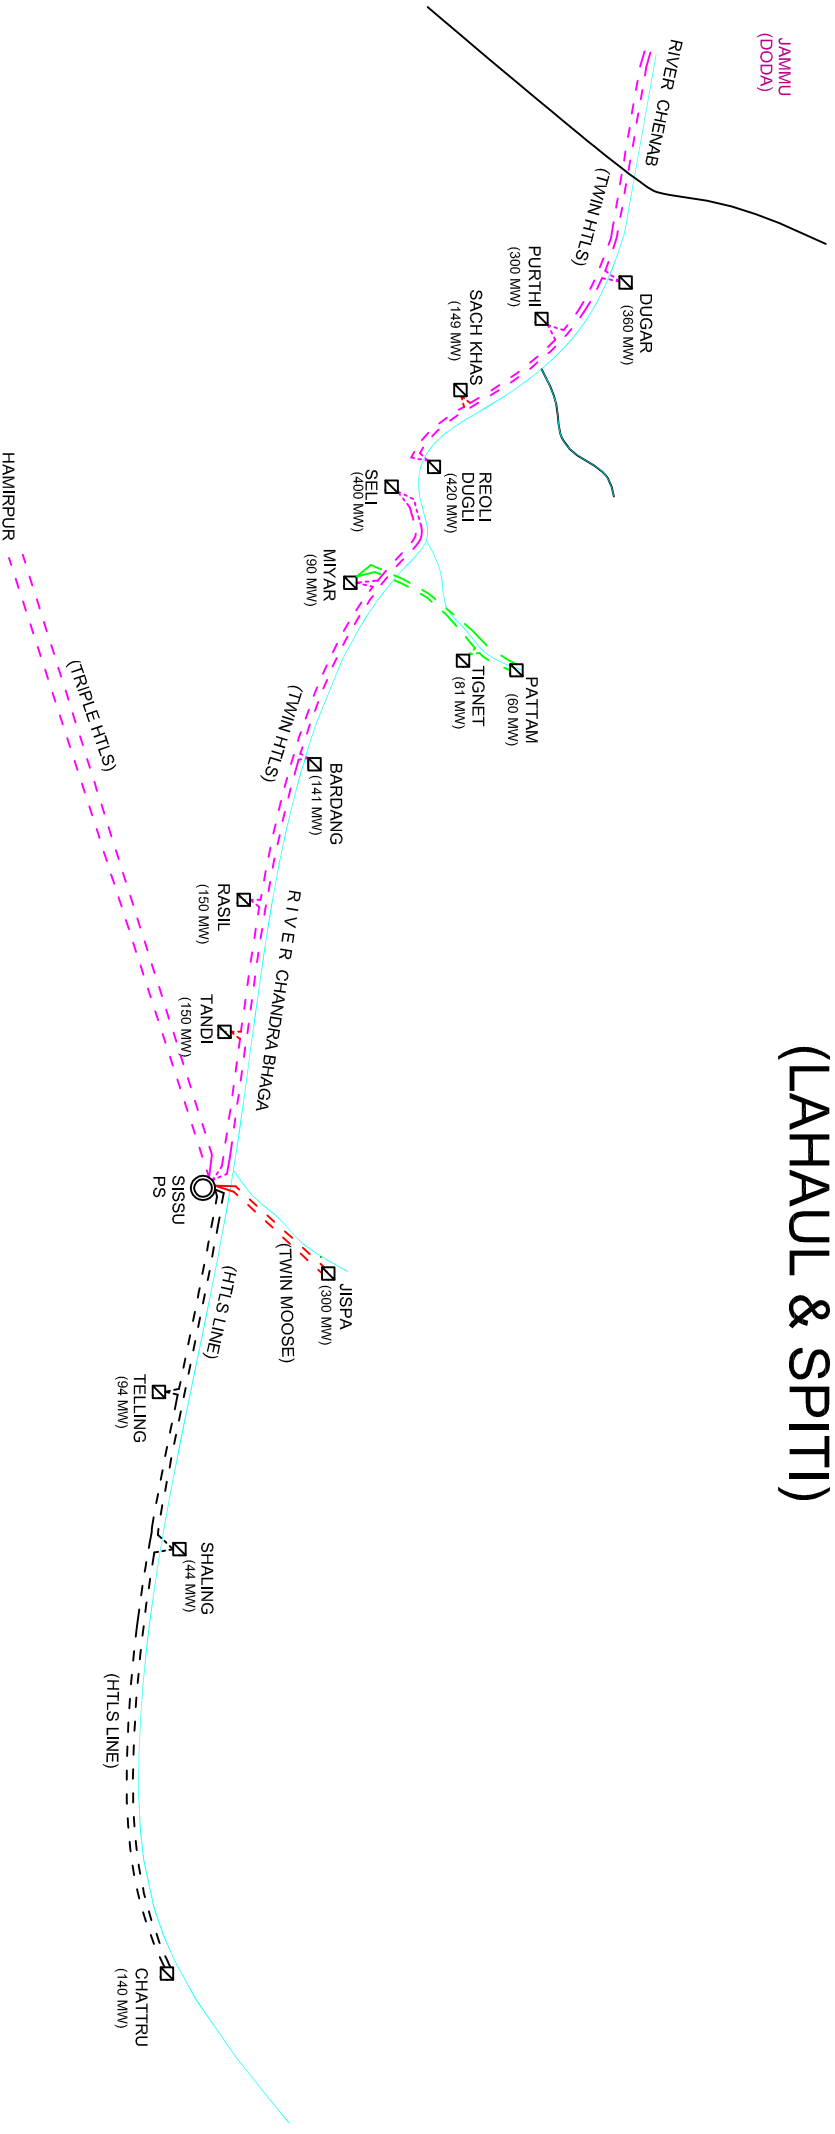 (LAHAUL & SPITI)
JAMMU
(DODA)
RIVER CHENAB
(TWIN HTLS)
DUGAR
(360 MW)
PURTHI
(300 MW)
SACH KHAS
(149 MW)
REOLI
DUGLI
(420 MW)
SELI
(400 MW)
MIYAR
(90 MW)
PATTAM
(60 MW)
TIGNET
(81 MW)
(TWIN HTLS)
BARDANG
(141 MW)
RASIL
(150 MW)
RIVER CHANDRA BHAGA
TANDI
(150 MW)
HAMIRPUR
(TRIPLE HTLS)
SISSU
PS
JISPA
(300 MW)
(TWIN MOOSE)
(HTLS LINE)
TELLING
(94 MW)
SHALING
(44 MW)
(HTLS LINE)
CHATTRU
(140 MW)